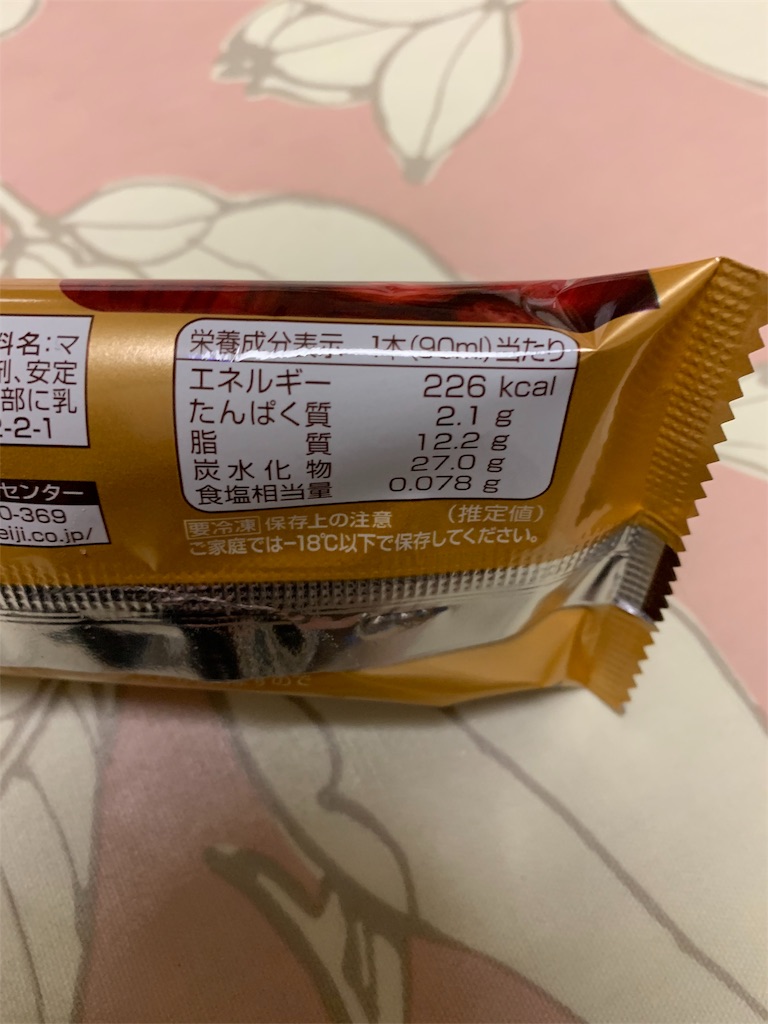 料名:マ
剤、安定
部に乳
2-2-1
センター
0-369
eiji.co.jp/
栄養成分表示 1本(90ml)当たり
エネルギー 226 kcal
たんぱく質 2.1 g
脂質 12.2 g
炭水化物 27.0 g
食塩相当量 0.078 g
(推定値)
要冷凍 保存上の注意
ご家庭では-18℃以下で保存してください。